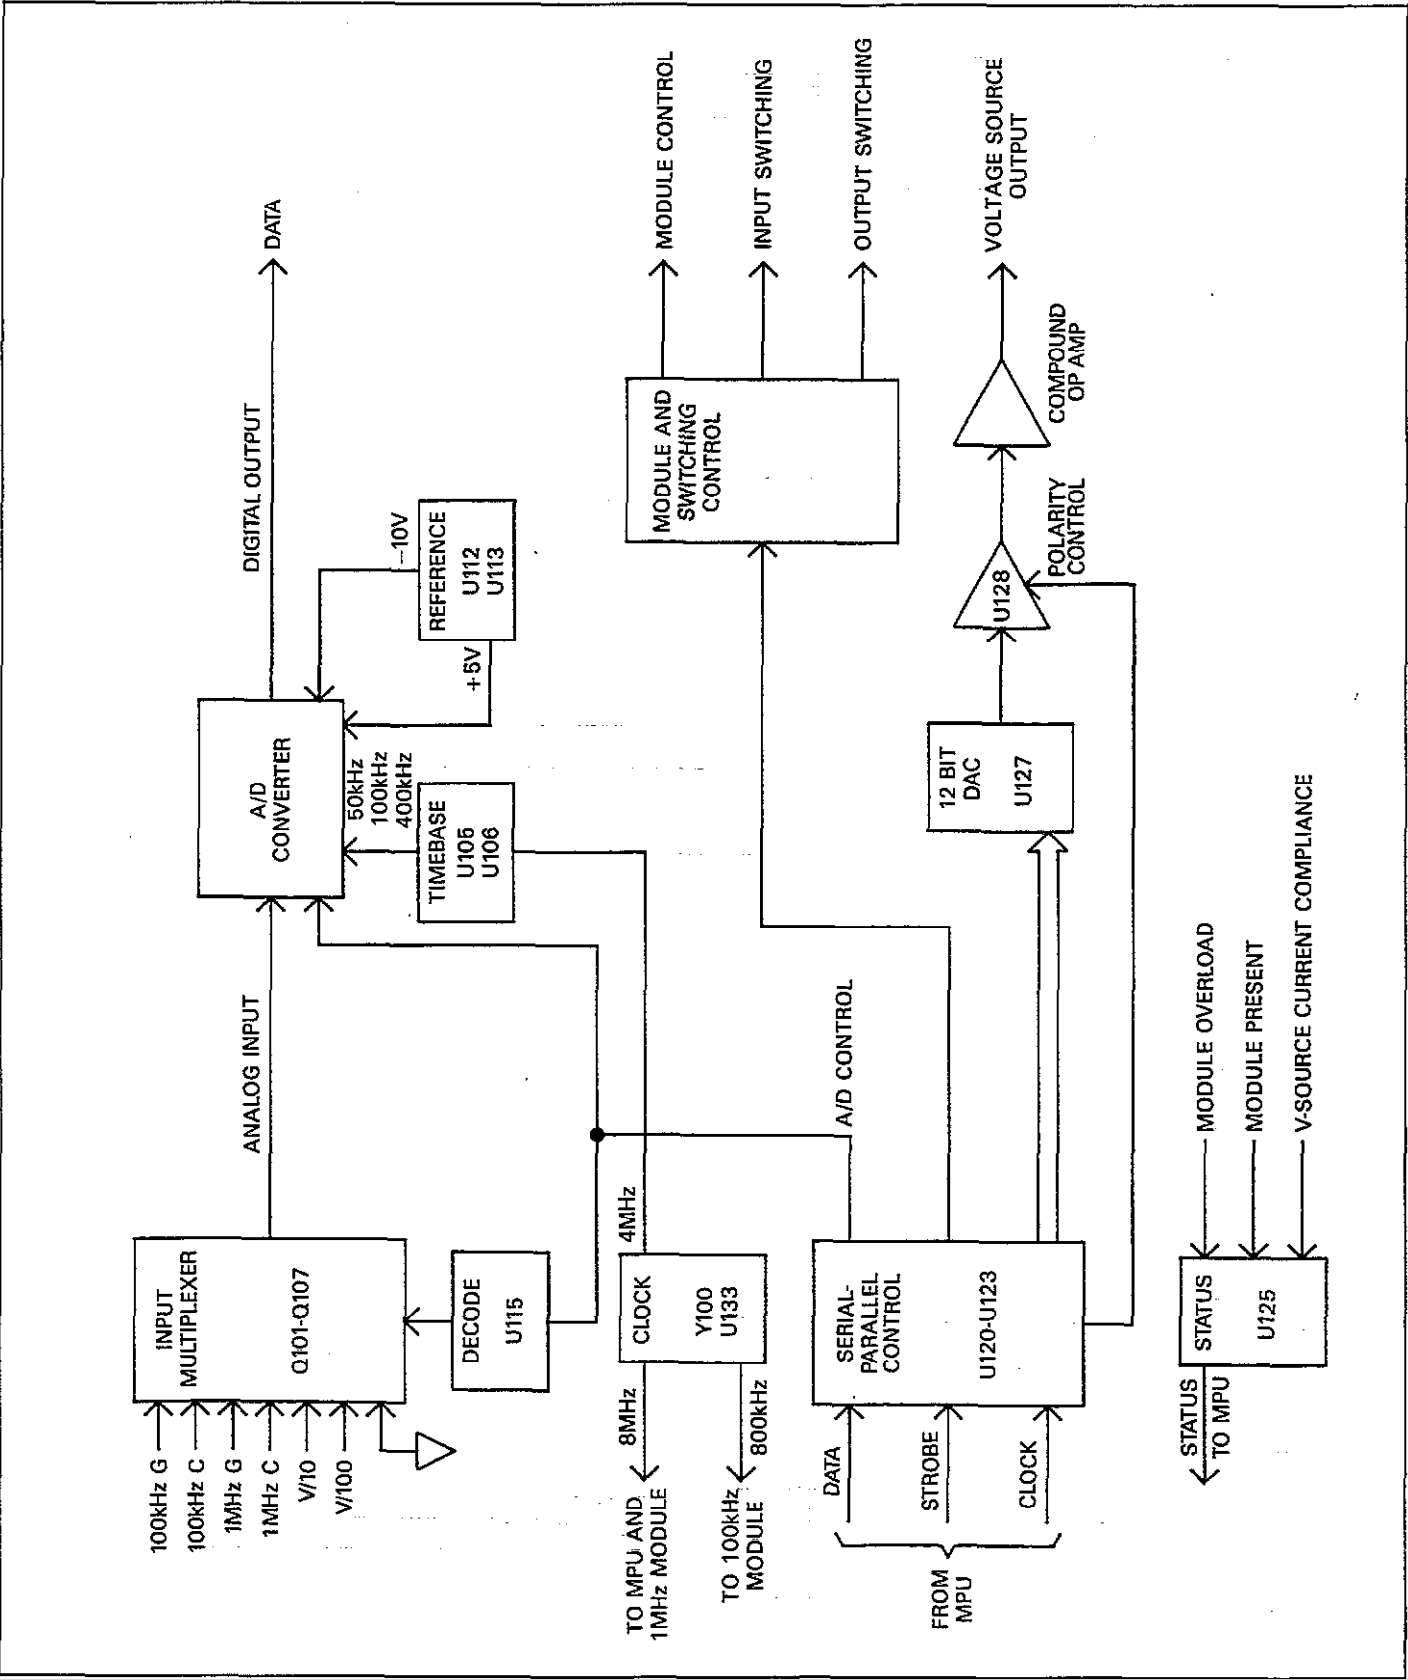 100kHz G
100kHz C
1MHz G
1MHz C
V/10
V/100
INPUT
MULTIPLEXER
Q101-Q107
ANALOG INPUT
A/D
CONVERTER
DIGITAL OUTPUT
DATA
DECODE
U115
50kHz
100kHz
400kHz
TIMEBASE
U105
U106
+5V
–10V
REFERENCE
U112
U113
TO MPU AND
1MHz MODULE
8MHz
TO 100kHz
MODULE
800kHz
CLOCK
Y100
U133
4MHz
MODULE AND
SWITCHING
CONTROL
MODULE CONTROL
INPUT SWITCHING
OUTPUT SWITCHING
FROM
MPU
DATA
STROBE
CLOCK
SERIAL-
PARALLEL
CONTROL
U120-U123
A/D CONTROL
12 BIT
DAC
U127
U128
POLARITY
CONTROL
COMPOUND
OP AMP
VOLTAGE SOURCE
OUTPUT
STATUS
TO MPU
STATUS
U125
MODULE OVERLOAD
MODULE PRESENT
V-SOURCE CURRENT COMPLIANCE